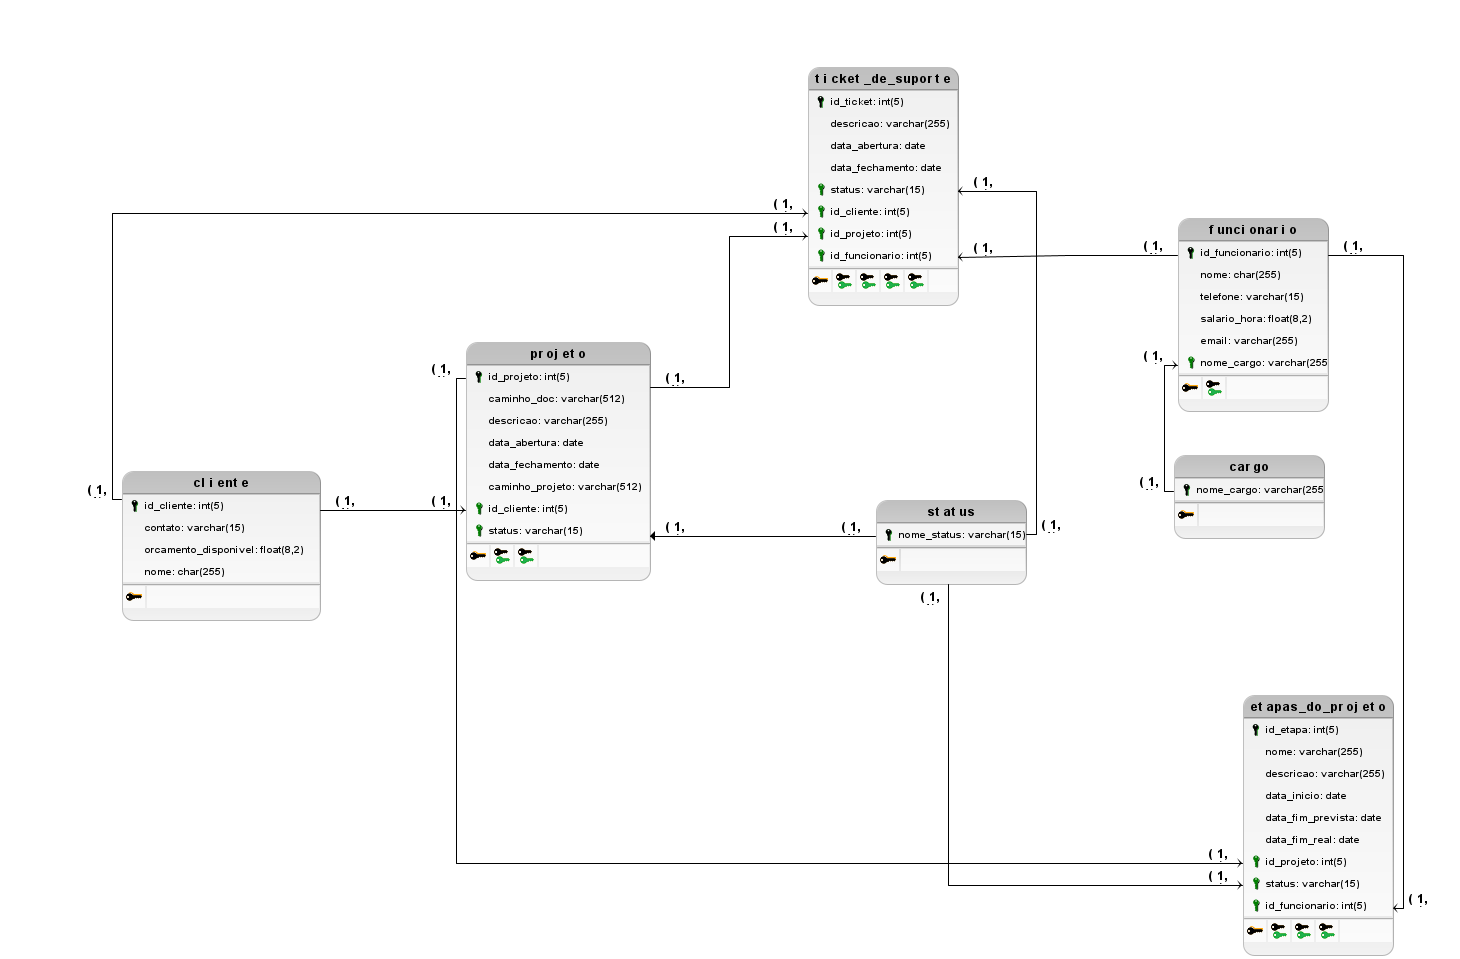 ticket_de_suporte
id_ticket: int(5)
descricao: varchar(255)
data_abertura: date
data_fechamento: date
status: varchar(15)
id_cliente: int(5)
id_projeto: int(5)
id_funcionario: int(5)
(1,
(1,
(1,
(1,
funcionario
id_funcionario: int(5)
nome: char(255)
telefone: varchar(15)
salario_hora: float(8,2)
email: varchar(255)
nome_cargo: varchar(255
(1,
(1,
(1,
projeto
id_projeto: int(5)
caminho_doc: varchar(512)
descricao: varchar(255)
data_abertura: date
data_fechamento: date
caminho_projeto: varchar(512)
id_cliente: int(5)
status: varchar(15)
(1,
(1,
(1,
(1,
cargo
nome_cargo: varchar(255
(1,
cliente
id_cliente: int(5)
contato: varchar(15)
orcamento_disponivel: float(8,2)
nome: char(255)
(1,
(1,
status
nome_status: varchar(15)
(1,
(1,
(1,
etapas_do_projeto
id_etapa: int(5)
nome: varchar(255)
descricao: varchar(255)
data_inicio: date
data_fim_prevista: date
data_fim_real: date
id_projeto: int(5)
status: varchar(15)
id_funcionario: int(5)
(1,
(1,
(1,